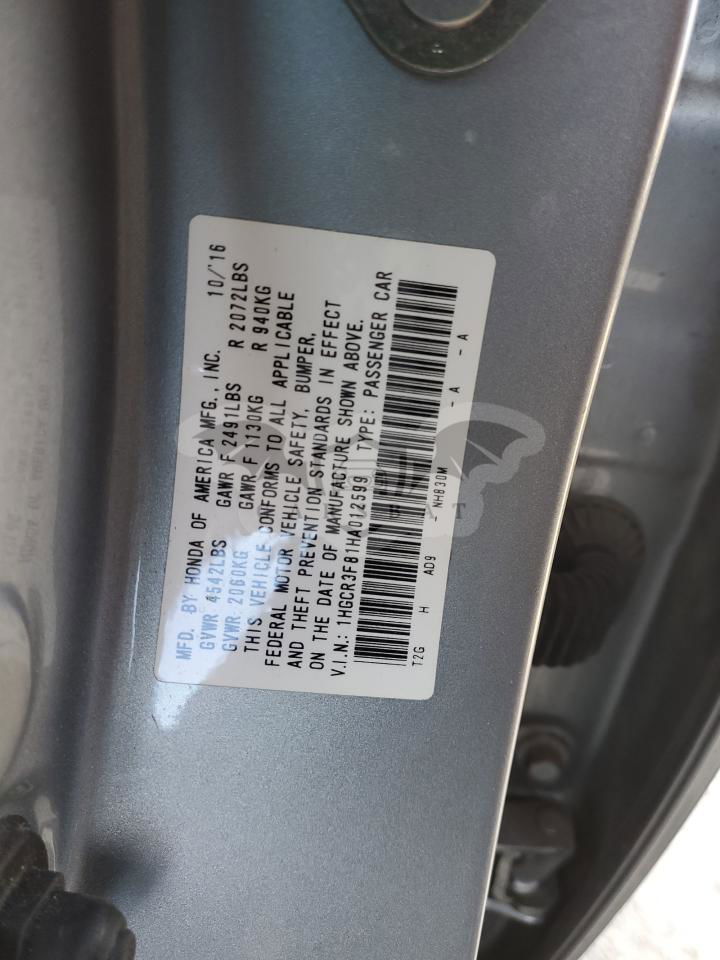 MFD. BY HONDA OF AMERICA MFG., INC. 10/'16
GVWR 4542LBS GAWR F 2491LBS R 2072LBS
GVWR 2060KG GAWR F 1130KG R 940KG
THIS VEHICLE CONFORMS TO ALL APPLICABLE
FEDERAL MOTOR VEHICLE SAFETY, BUMPER,
AND THEFT PREVENTION STANDARDS IN EFFECT
ON THE DATE OF MANUFACTURE SHOWN ABOVE.
V.I.N.: 1HGCR3F81HA012599 TYPE: PASSENGER CAR
T2G H AD9 - NH830M - A - A